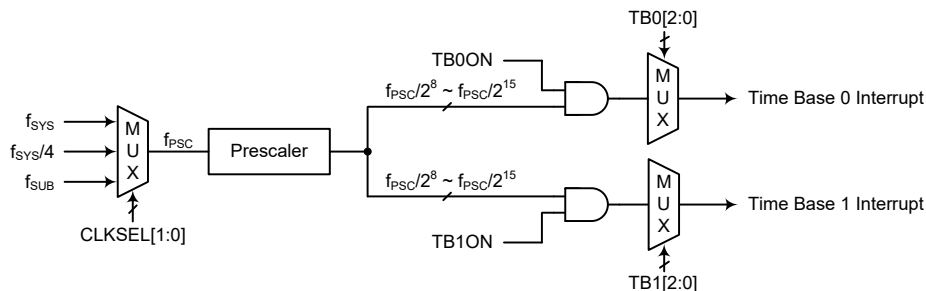 TB0[2:0]
TB0ON
M
U
X
Time Base 0 Interrupt
fPSC/2^8 ~ fPSC/2^15
fSYS
fSYS/4
fSUB
M
U
X
fPSC
Prescaler
CLKSEL[1:0]
fPSC/2^8 ~ fPSC/2^15
TB1ON
M
U
X
Time Base 1 Interrupt
TB1[2:0]